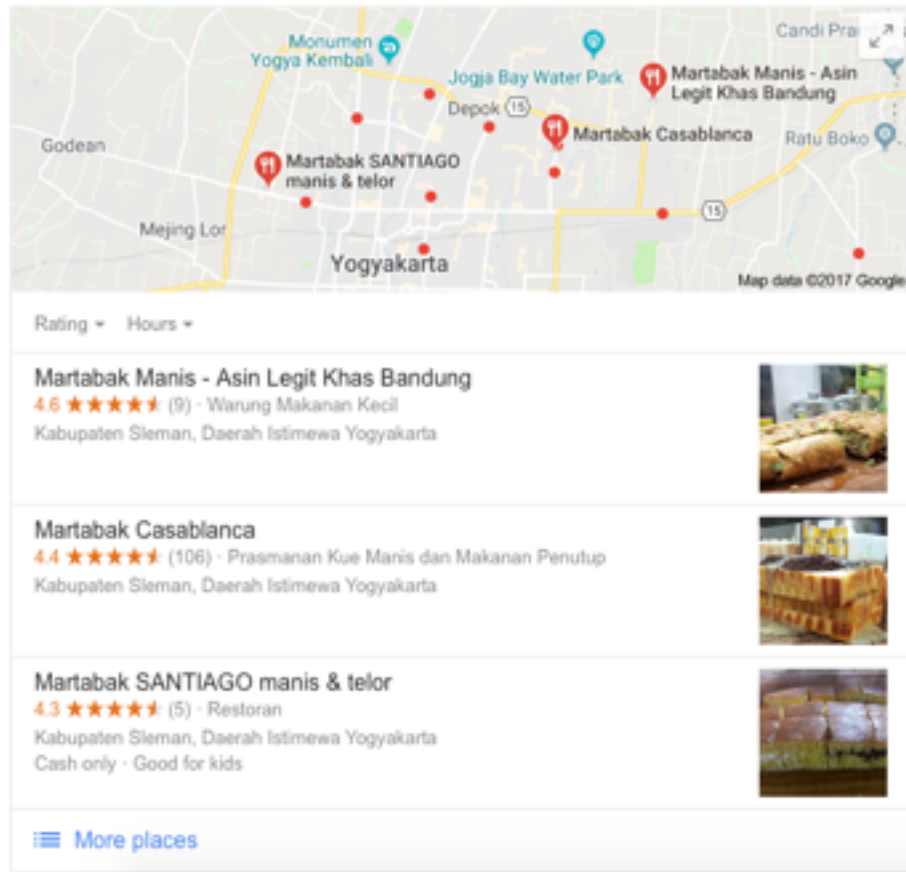 Monumen
Yogya Kembali
Candi Pra
Jogja Bay Water Park
Martabak Manis - Asin
Legit Khas Bandung
Depok 15
Martabak Casablanca
Ratu Boko
Godean
Martabak SANTIAGO
manis & telor
15
Mejing Lor
Yogyakarta
Map data ©2017 Google
Rating Hours
Martabak Manis - Asin Legit Khas Bandung
4.6 ★★★★★ (9) · Warung Makanan Kecil
Kabupaten Sleman, Daerah Istimewa Yogyakarta
Martabak Casablanca
4.4 ★★★★★ (106) · Prasmanan Kue Manis dan Makanan Penutup
Kabupaten Sleman, Daerah Istimewa Yogyakarta
Martabak SANTIAGO manis & telor
4.3 ★★★★★ (5) · Restoran
Kabupaten Sleman, Daerah Istimewa Yogyakarta
Cash only · Good for kids
More places